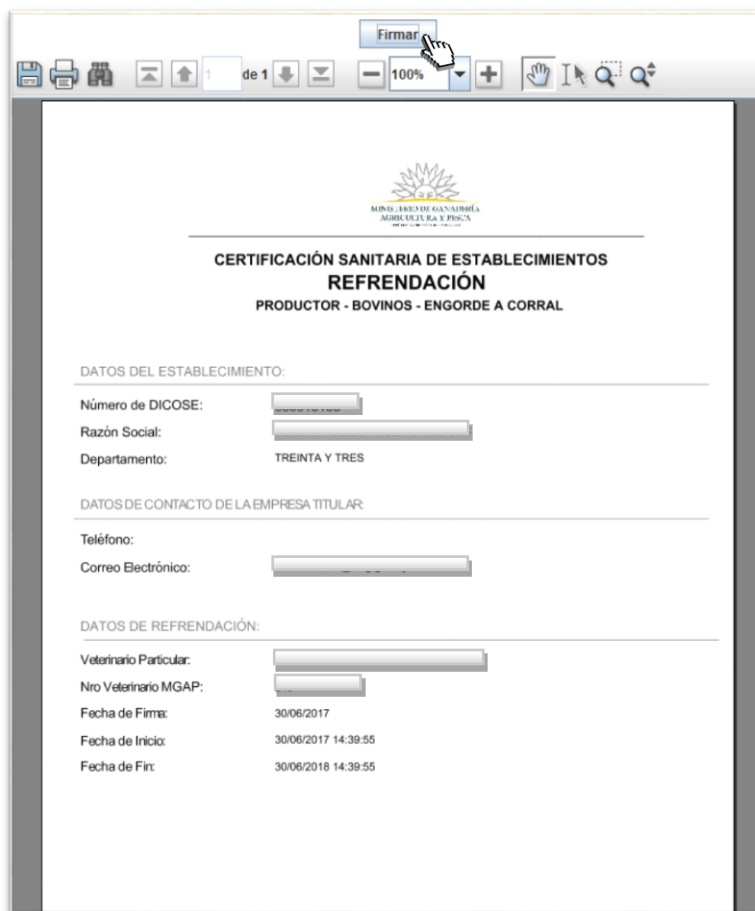 Firmar
1 de 1 100%
MINISTERIO DE GANADERÍA
AGRICULTURA Y PESCA
CERTIFICACIÓN SANITARIA DE ESTABLECIMIENTOS
REFRENDACIÓN
PRODUCTOR - BOVINOS - ENGORDE A CORRAL
DATOS DEL ESTABLECIMIENTO:
Número de DICOSE:
Razón Social:
Departamento: TREINTA Y TRES
DATOS DE CONTACTO DE LA EMPRESA TITULAR:
Teléfono:
Correo Electrónico:
DATOS DE REFRENDACIÓN:
Veterinario Particular:
Nro Veterinario MGAP:
Fecha de Firma: 30/06/2017
Fecha de Inicio: 30/06/2017 14:39:55
Fecha de Fin: 30/06/2018 14:39:55